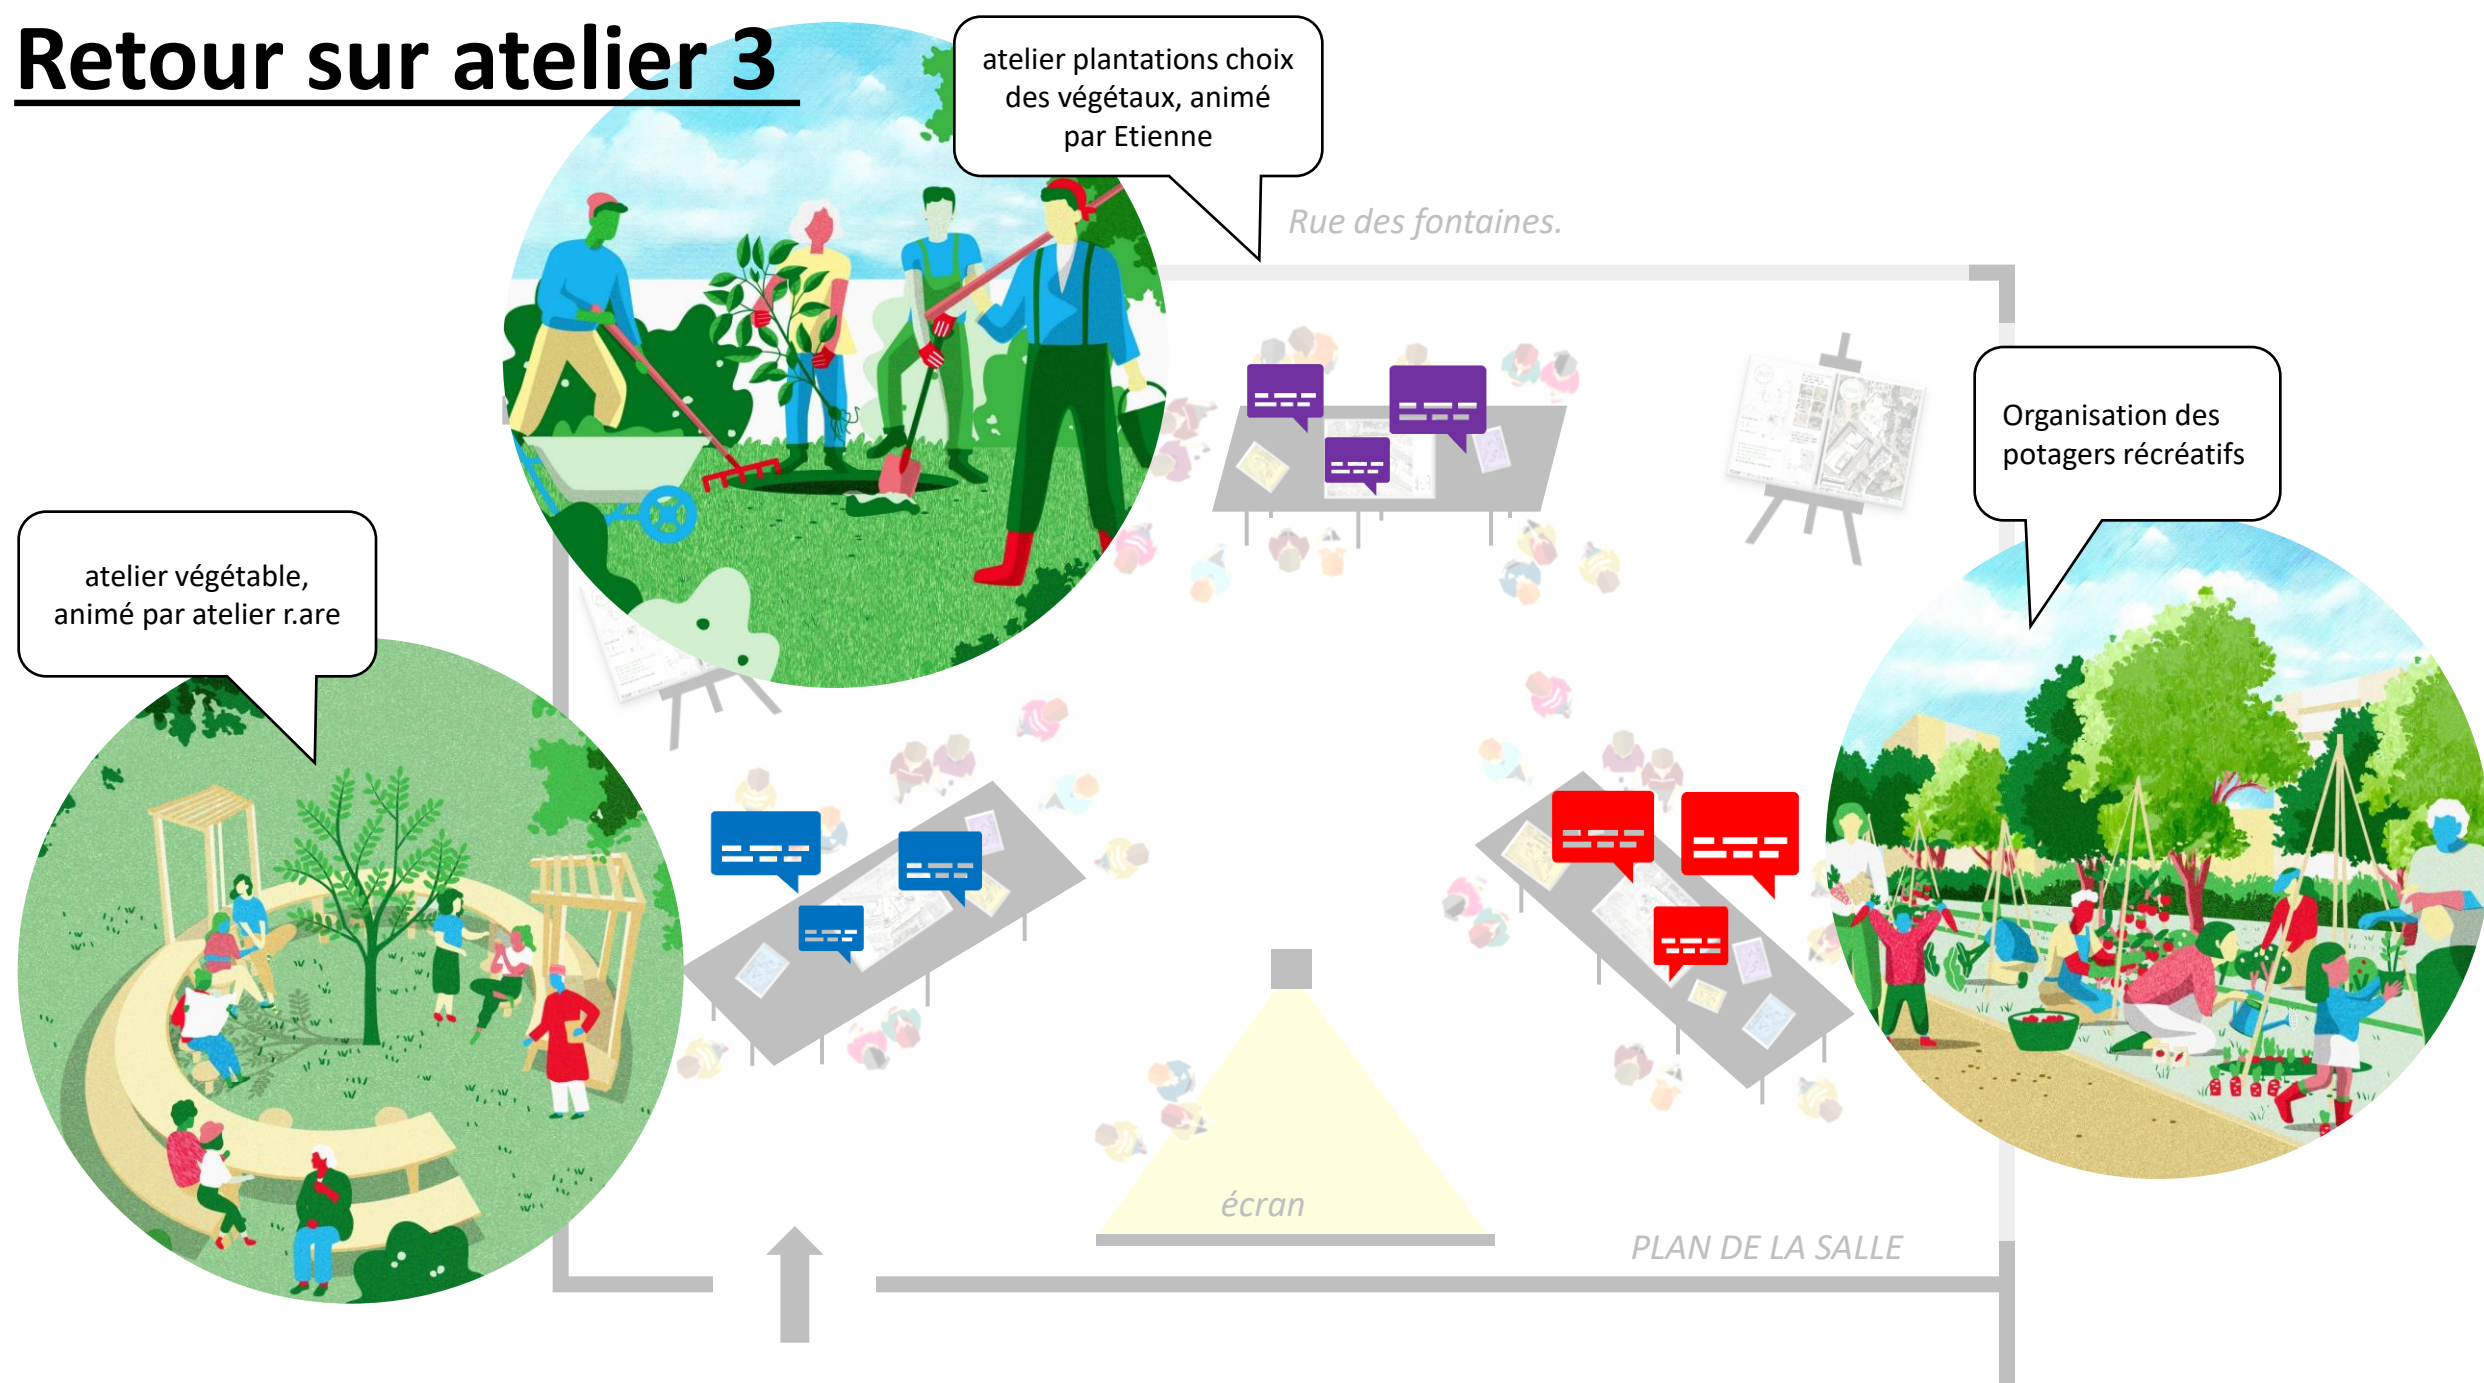 Retour sur atelier 3
atelier plantations choix
des végétaux, animé
par Etienne
Rue des fontaines.
Organisation des
potagers récréatifs
atelier végétable,
animé par atelier r.are
écran
PLAN DE LA SALLE